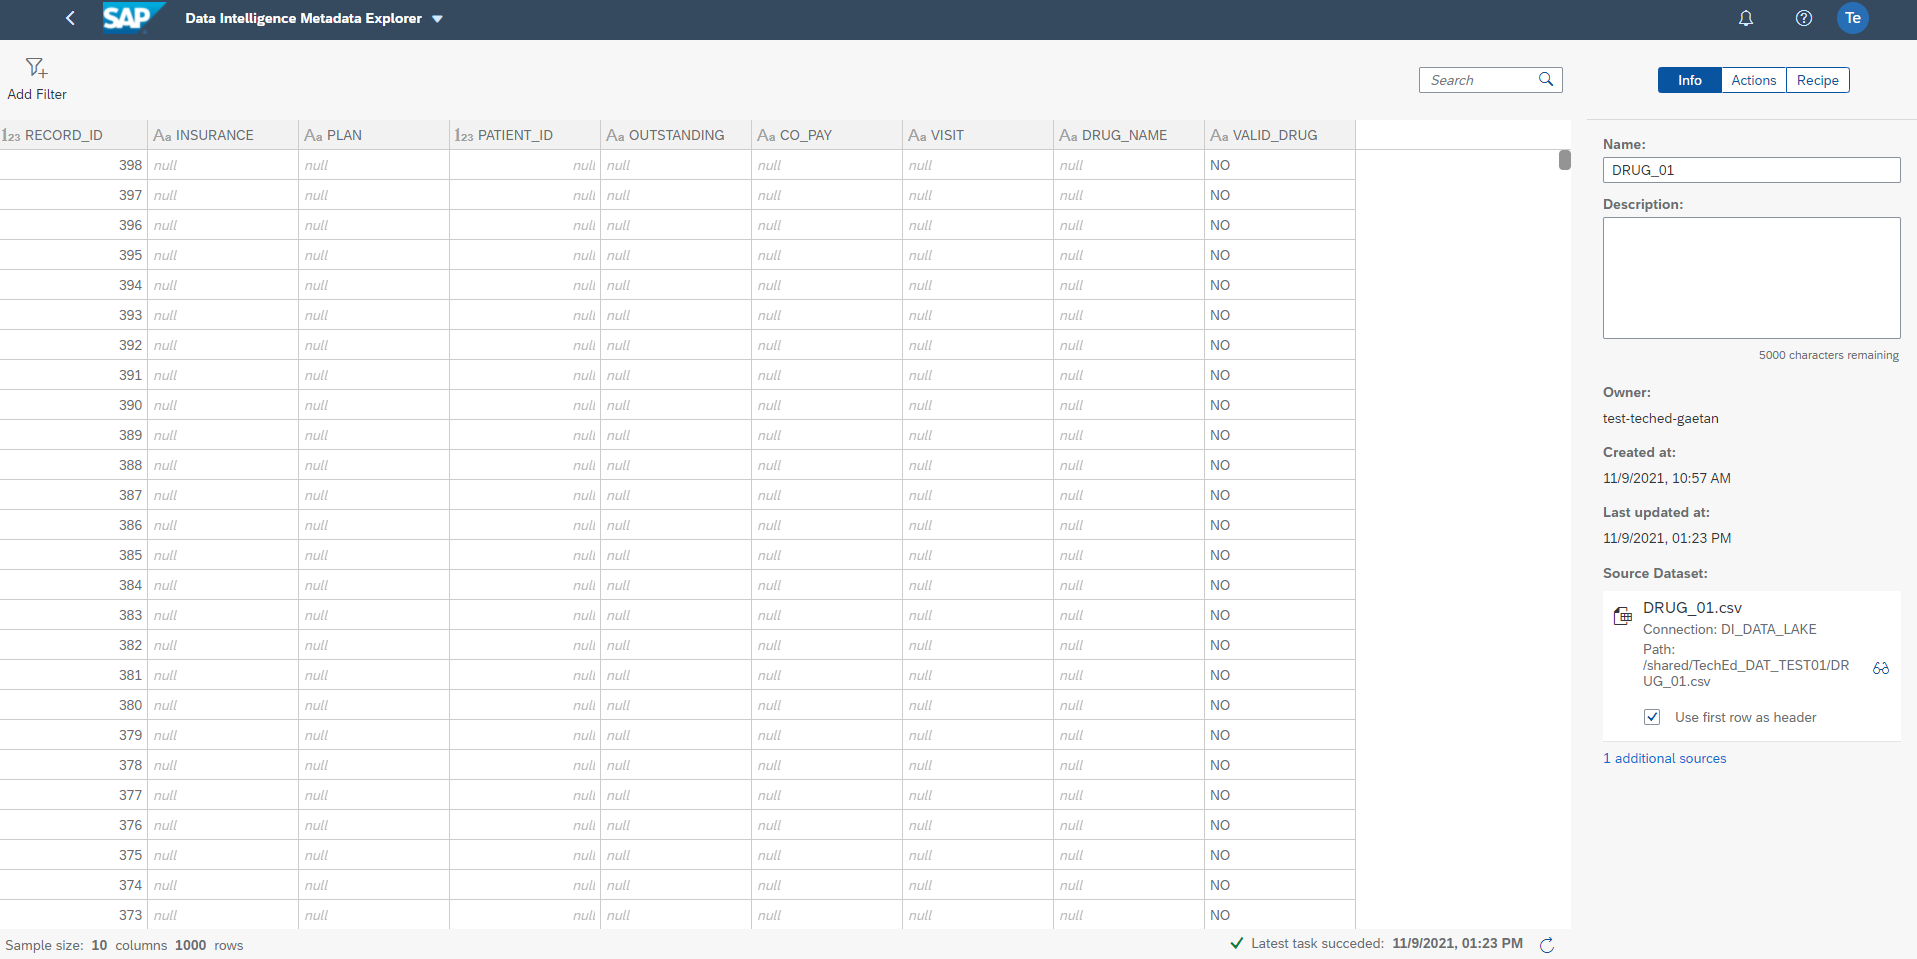 SAP Data Intelligence Metadata Explorer Te
Add Filter Search Info Actions Recipe
123 RECORD_ID Aa INSURANCE Aa PLAN 123 PATIENT_ID Aa OUTSTANDING Aa CO_PAY Aa VISIT Aa DRUG_NAME Aa VALID_DRUG
398 null null null null null null null NO
397 null null null null null null null NO
396 null null null null null null null NO
395 null null null null null null null NO
394 null null null null null null null NO
393 null null null null null null null NO
392 null null null null null null null NO
391 null null null null null null null NO
390 null null null null null null null NO
389 null null null null null null null NO
388 null null null null null null null NO
387 null null null null null null null NO
386 null null null null null null null NO
385 null null null null null null null NO
384 null null null null null null null NO
383 null null null null null null null NO
382 null null null null null null null NO
381 null null null null null null null NO
380 null null null null null null null NO
379 null null null null null null null NO
378 null null null null null null null NO
377 null null null null null null null NO
376 null null null null null null null NO
375 null null null null null null null NO
374 null null null null null null null NO
373 null null null null null null null NO
Sample size: 10 columns 1000 rows
Latest task succeded: 11/9/2021, 01:23 PM
Name:
DRUG_01
Description:
5000 characters remaining
Owner:
test-teched-gaetan
Created at:
11/9/2021, 10:57 AM
Last updated at:
11/9/2021, 01:23 PM
Source Dataset:
DRUG_01.csv
Connection: DI_DATA_LAKE
Path:
/shared/TechEd_DAT_TEST01/DR
UG_01.csv
Use first row as header
1 additional sources